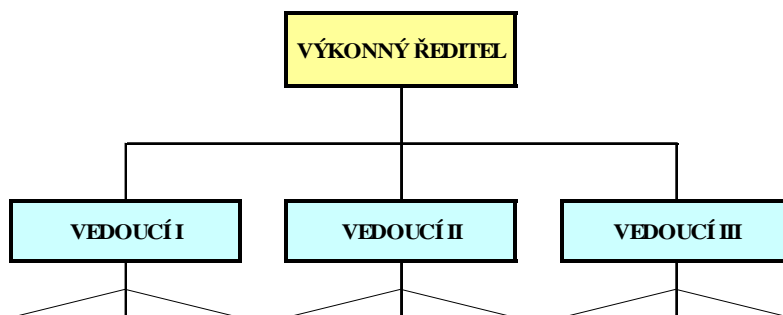 VÝKONNÝ ŘEDITEL
VEDOUCÍ I
VEDOUCÍ II
VEDOUCÍ III